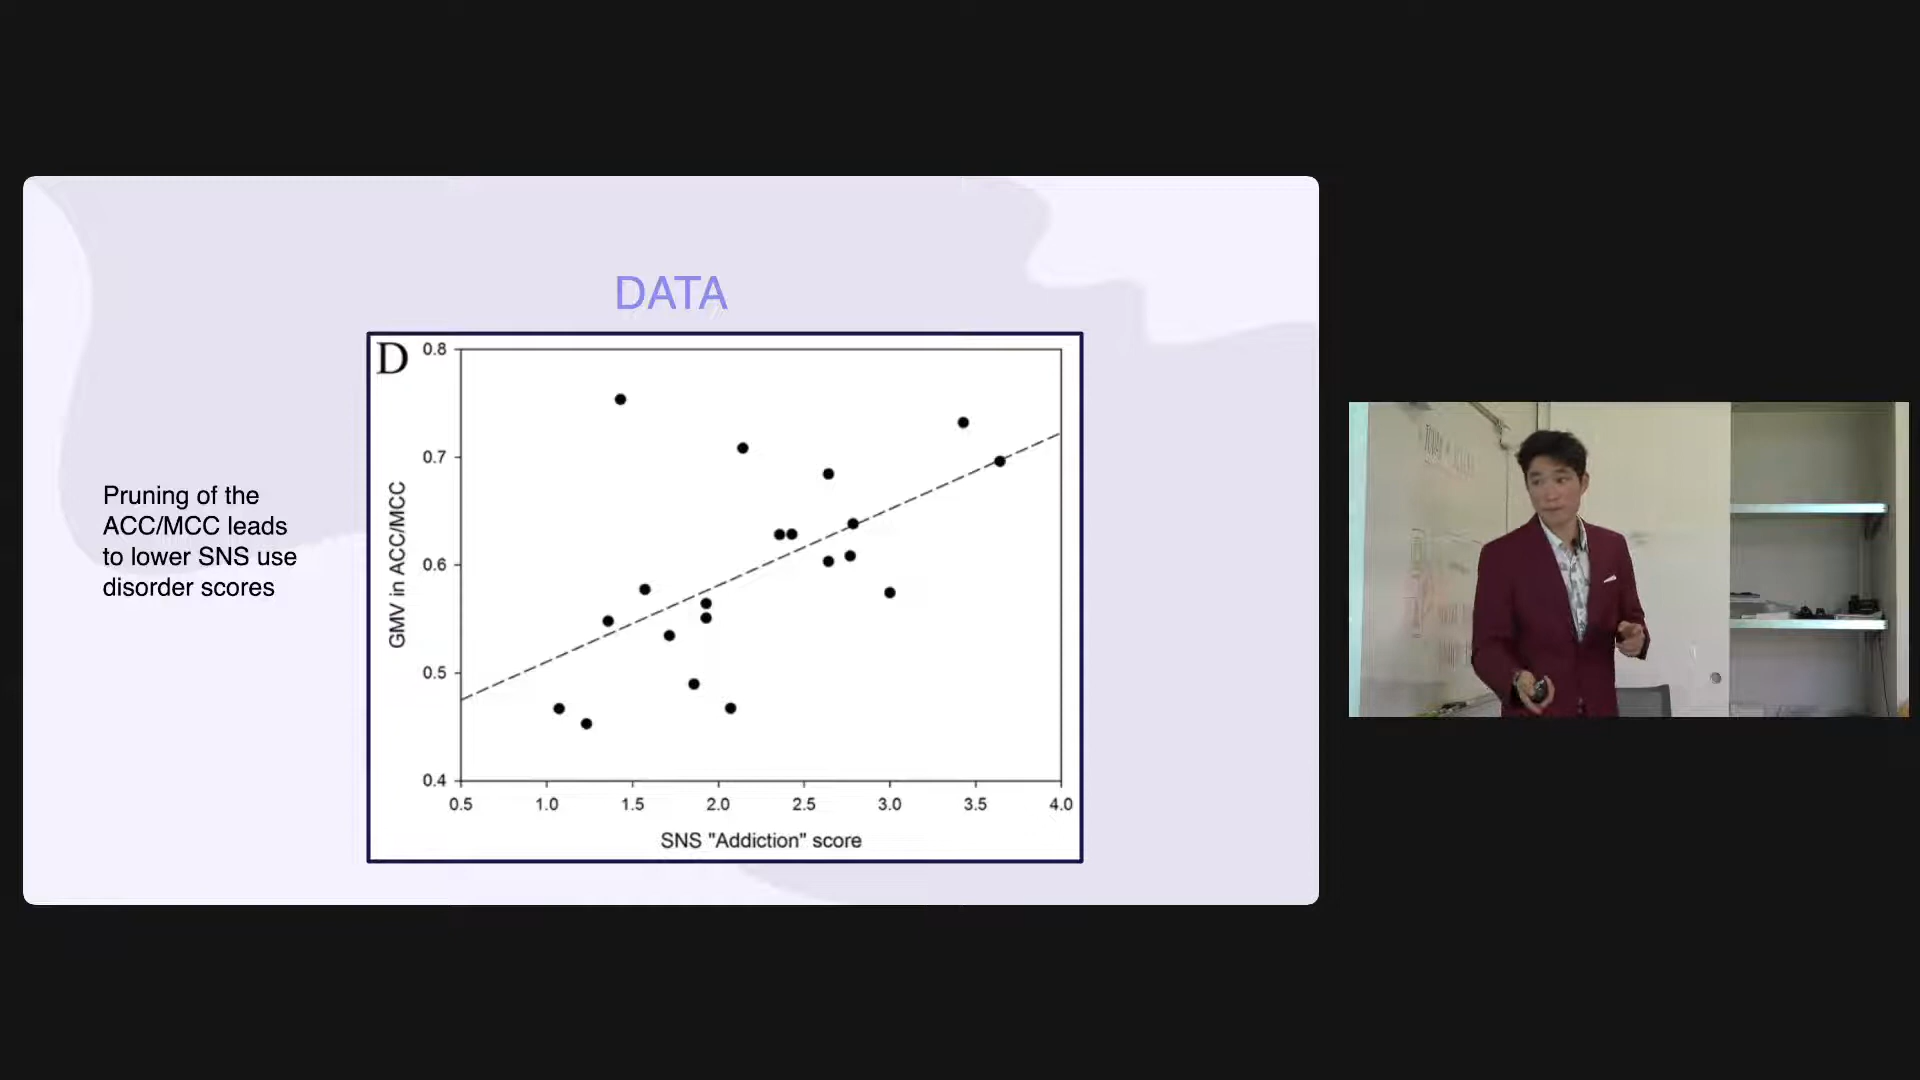 DATA
Pruning of the
ACC/MCC leads
to lower SNS use
disorder scores
D
0.8
0.7
0.6
0.5
0.4
GMV in ACC/MCC
0.5 1.0 1.5 2.0 2.5 3.0 3.5 4.0
SNS "Addiction" score